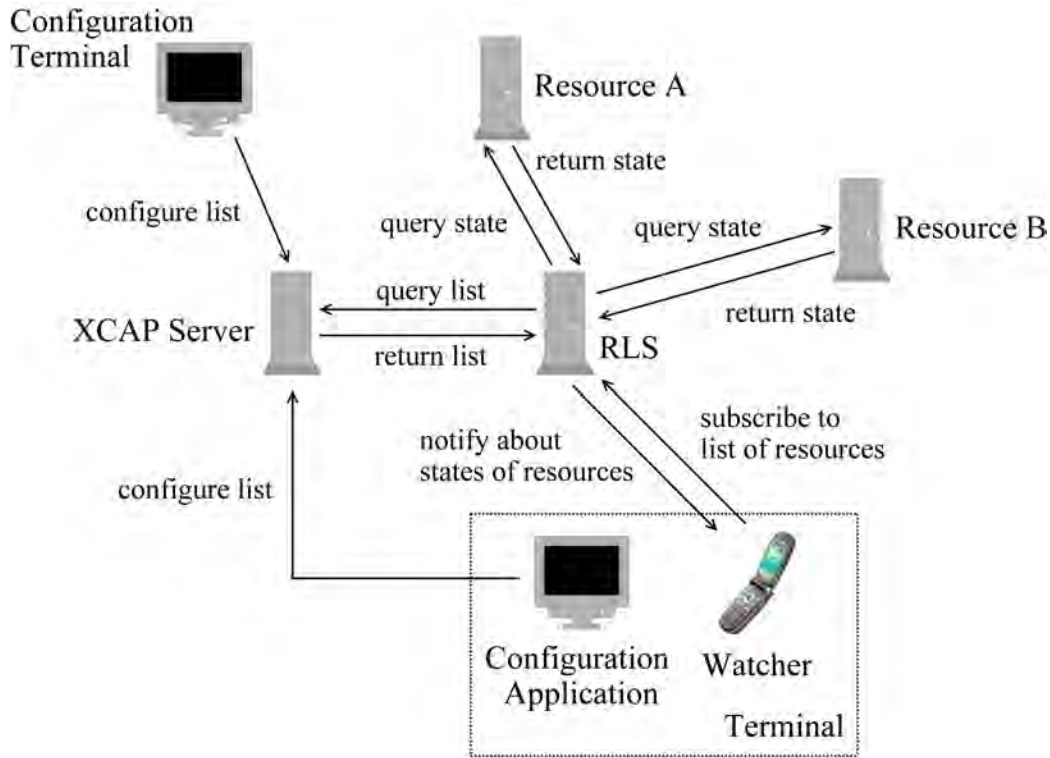 Configuration
Terminal
Resource A
return state
configure list
query state
query state
Resource B
query list
XCAP Server
return list
RLS
return state
notify about
states of resources
subscribe to
list of resources
configure list
Configuration
Application
Watcher
Terminal